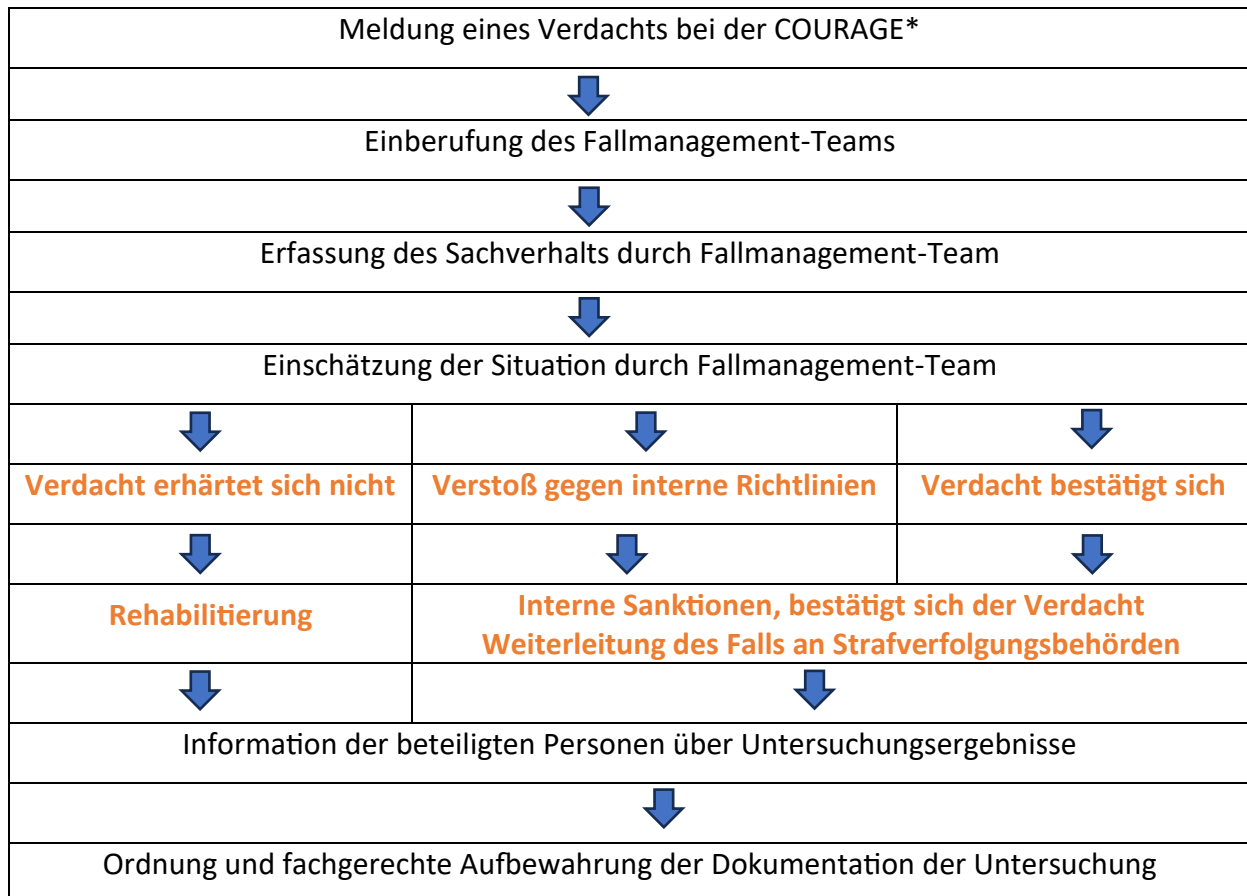 Meldung eines Verdachts bei der COURAGE*
Einberufung des Fallmanagement-Teams
Erfassung des Sachverhalts durch Fallmanagement-Team
Einschätzung der Situation durch Fallmanagement-Team
Verdacht erhärtet sich nicht
Verstoß gegen interne Richtlinien
Verdacht bestätigt sich
Rehabilitierung
Interne Sanktionen, bestätigt sich der Verdacht
Weiterleitung des Falls an Strafverfolgungsbehörden
Information der beteiligten Personen über Untersuchungsergebnisse
Ordnung und fachgerechte Aufbewahrung der Dokumentation der Untersuchung